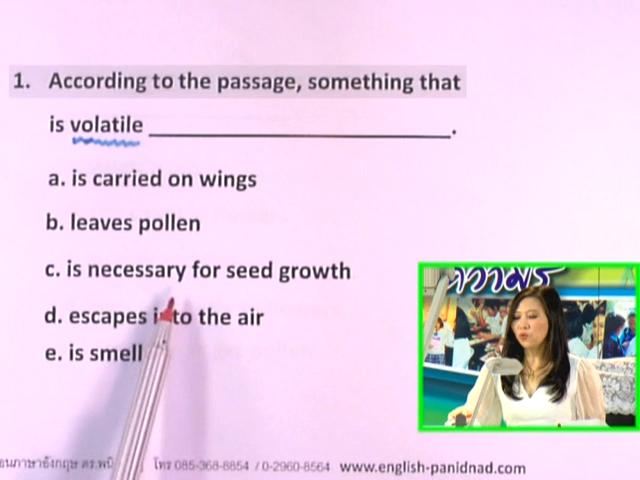 1. According to the passage, something that
is volatile ______________________________.
a. is carried on wings
b. leaves pollen
c. is necessary for seed growth
d. escapes into the air
e. is smell
โทร 085-368-8854 / 0-2960-8564 www.english-panidnad.com